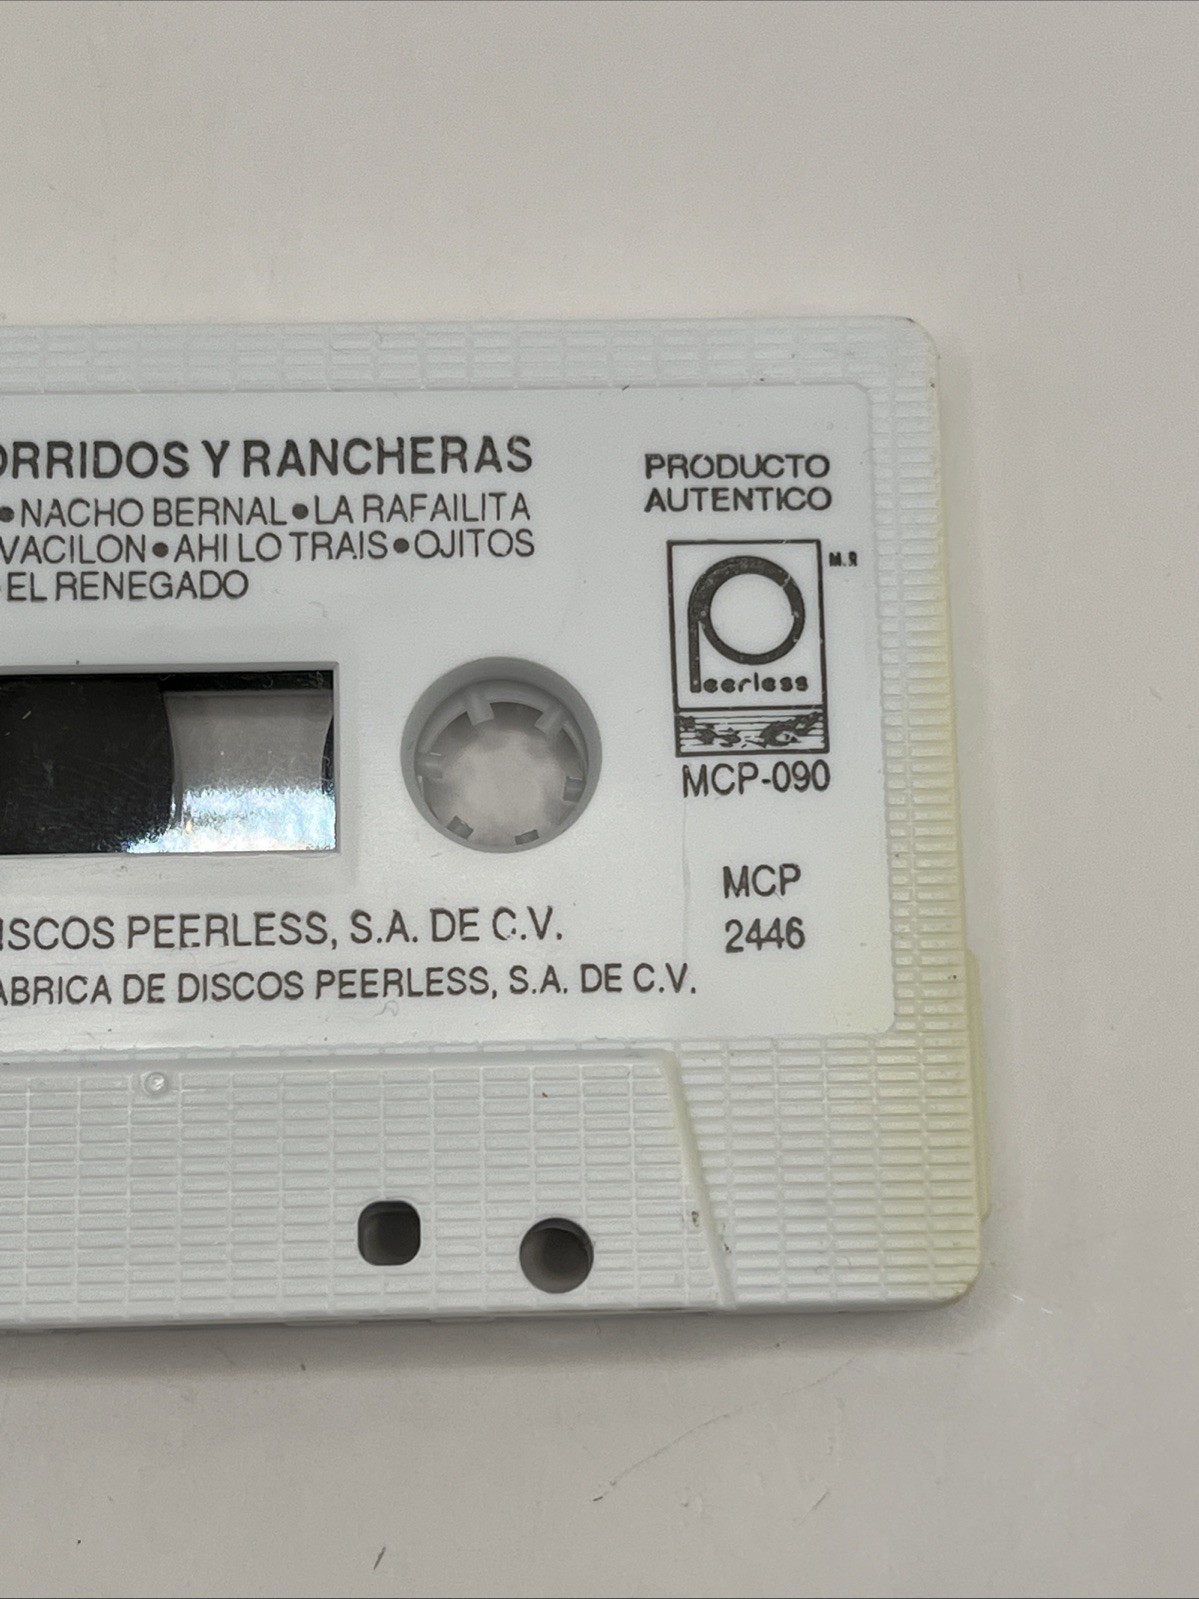 ORRIDOS Y RANCHERAS
•NACHO BERNAL•LA RAFAILITA
VACILON•AHI LO TRAIS•OJITOS
EL RENEGADO
PRODUCTO
AUTENTICO
M.R
Peerless
MCP-090
MCP
2446
ISCOS PEERLESS, S.A. DE C.V.
ABRICA DE DISCOS PEERLESS, S.A. DE C.V.